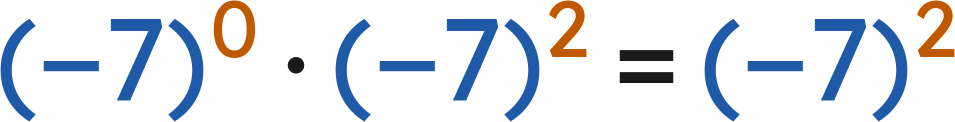 (−7)⁰ · (−7)² = (−7)²